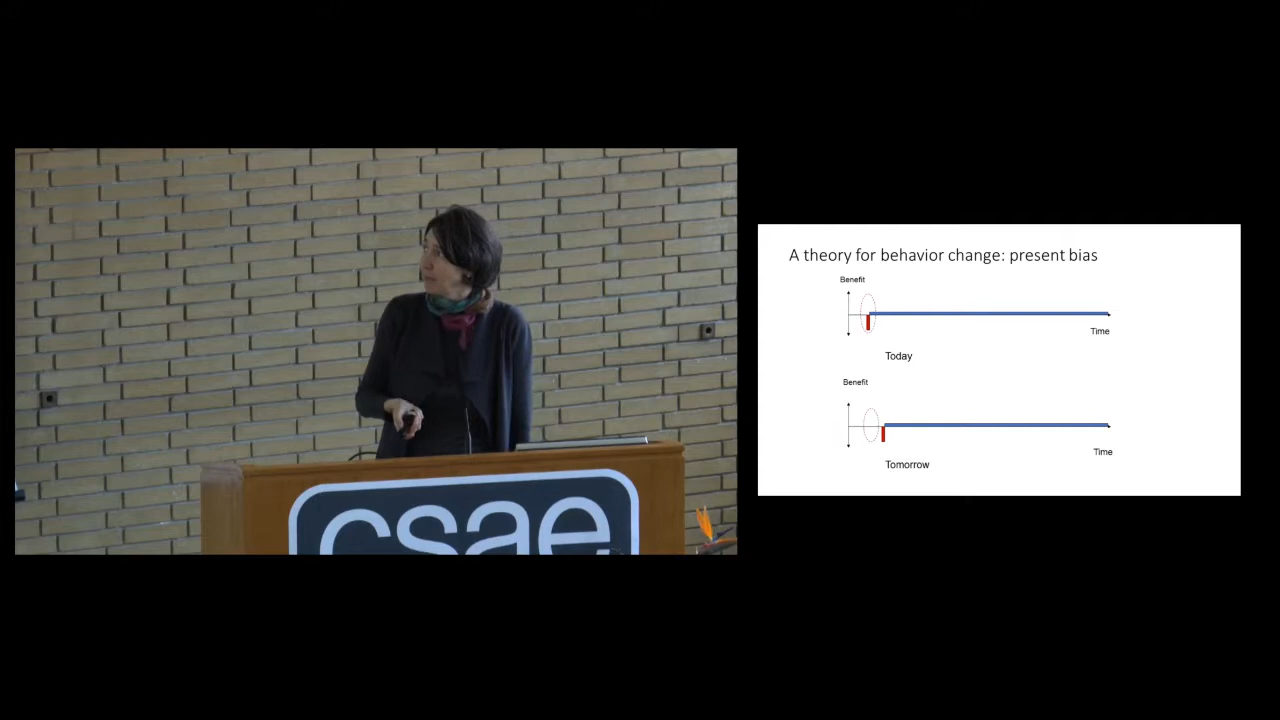 csae
A theory for behavior change: present bias
Benefit
Time
Today
Benefit
Time
Tomorrow